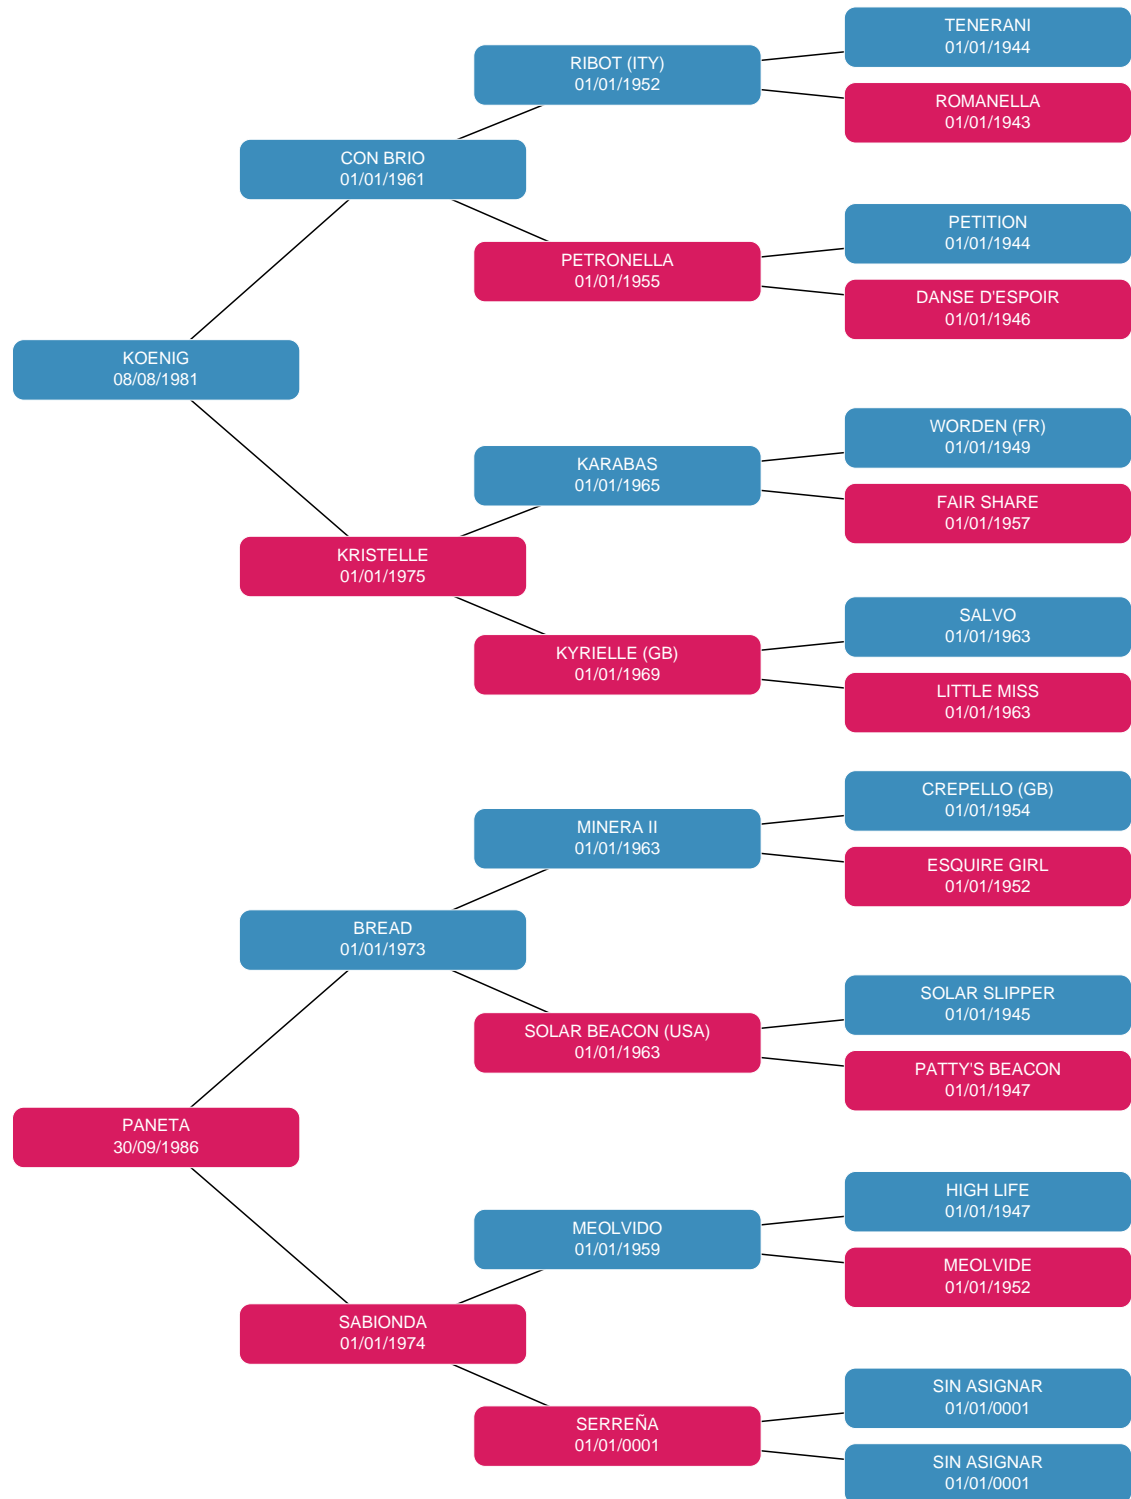 TENERANI
01/01/1944
RIBOT (ITY)
01/01/1952
ROMANELLA
01/01/1943
CON BRIO
01/01/1961
PETITION
01/01/1944
PETRONELLA
01/01/1955
DANSE D'ESPOIR
01/01/1946
KOENIG
08/08/1981
WORDEN (FR)
01/01/1949
KARABAS
01/01/1965
FAIR SHARE
01/01/1957
KRISTELLE
01/01/1975
SALVO
01/01/1963
KYRIELLE (GB)
01/01/1969
LITTLE MISS
01/01/1963
CREPELLO (GB)
01/01/1954
MINERA II
01/01/1963
ESQUIRE GIRL
01/01/1952
BREAD
01/01/1973
SOLAR SLIPPER
01/01/1945
SOLAR BEACON (USA)
01/01/1963
PATTY'S BEACON
01/01/1947
PANETA
30/09/1986
HIGH LIFE
01/01/1947
MEOLVIDO
01/01/1959
MEOLVIDE
01/01/1952
SABIONDA
01/01/1974
SIN ASIGNAR
01/01/0001
SERREÑA
01/01/0001
SIN ASIGNAR
01/01/0001